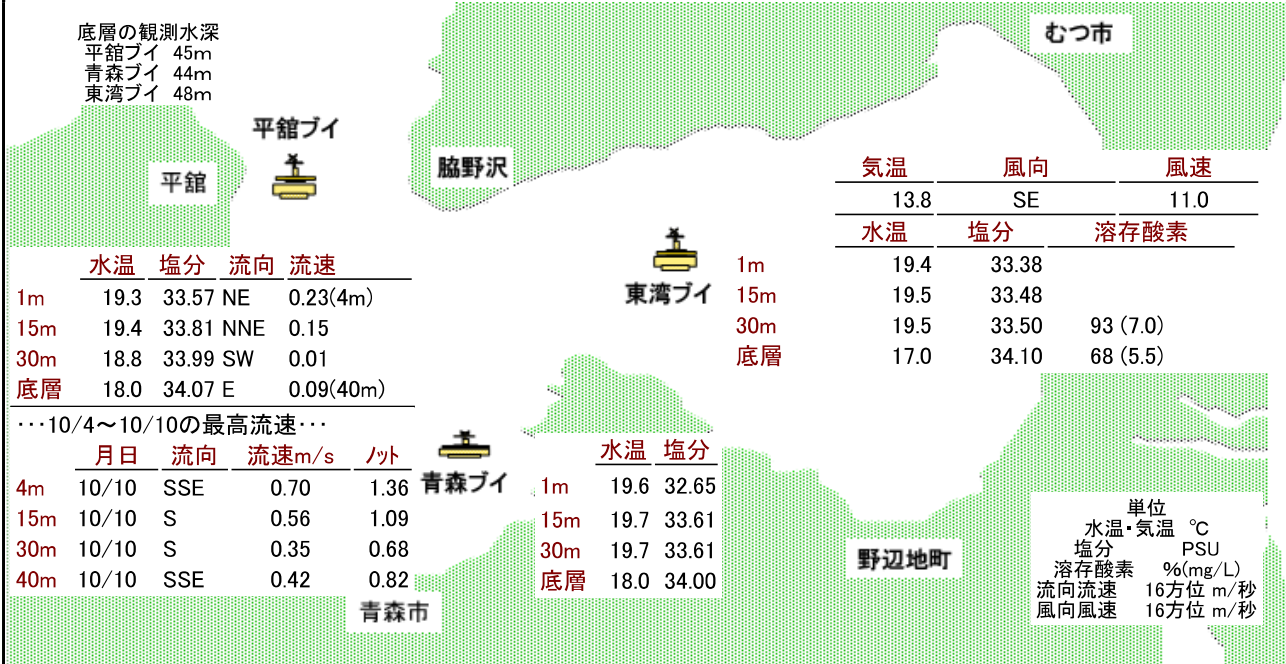 底層の観測水深
平舘ブイ 45m
青森ブイ 44m
東湾ブイ 48m
むつ市
平舘ブイ
脇野沢
平舘
気温 風向 風速
13.8 SE 11.0
水温 塩分 溶存酸素
1m 19.4 33.38
15m 19.5 33.48
30m 19.5 33.50 93 (7.0)
底層 17.0 34.10 68 (5.5)
東湾ブイ
水温 塩分 流向 流速
1m 19.3 33.57 NE 0.23(4m)
15m 19.4 33.81 NNE 0.15
30m 18.8 33.99 SW 0.01
底層 18.0 34.07 E 0.09(40m)
･･･10/4～10/10の最高流速･･･
月日 流向 流速m/s ノット
4m 10/10 SSE 0.70 1.36
15m 10/10 S 0.56 1.09
30m 10/10 S 0.35 0.68
40m 10/10 SSE 0.42 0.82
青森ブイ
水温 塩分
1m 19.6 32.65
15m 19.7 33.61
30m 19.7 33.61
底層 18.0 34.00
野辺地町
青森市
単位
水温・気温 ℃
塩分 PSU
溶存酸素 %(mg/L)
流向流速 16方位 m/秒
風向風速 16方位 m/秒